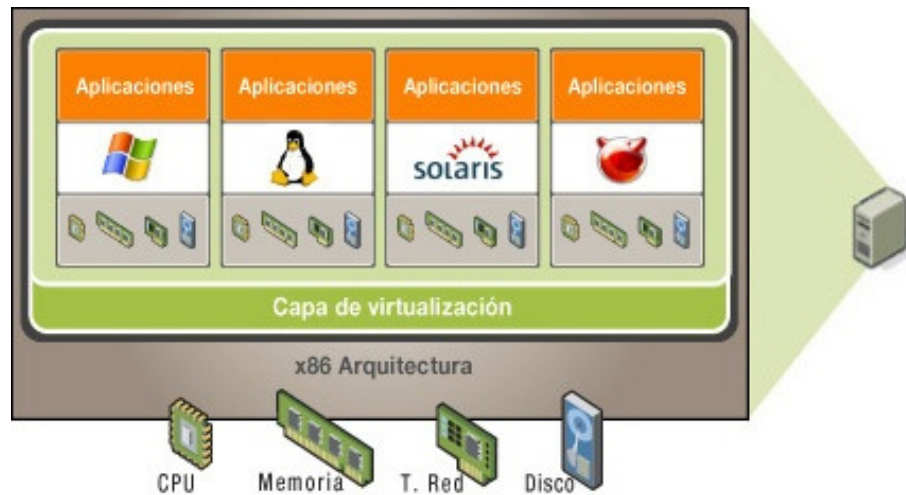 Aplicaciones Aplicaciones Aplicaciones Aplicaciones
solaris
Capa de virtualización
x86 Arquitectura
CPU Memoria T. Red Disco